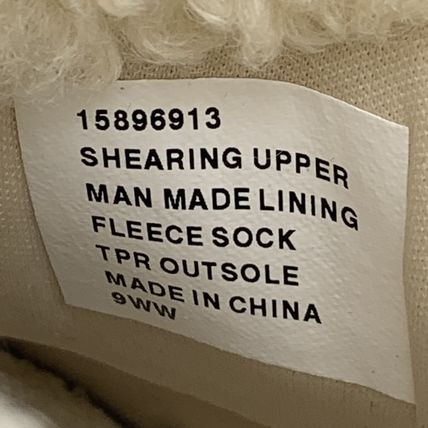 15896913
SHEARING UPPER
MAN MADE LINING
FLEECE SOCK
TPR OUTSOLE
MADE IN CHINA
9WW